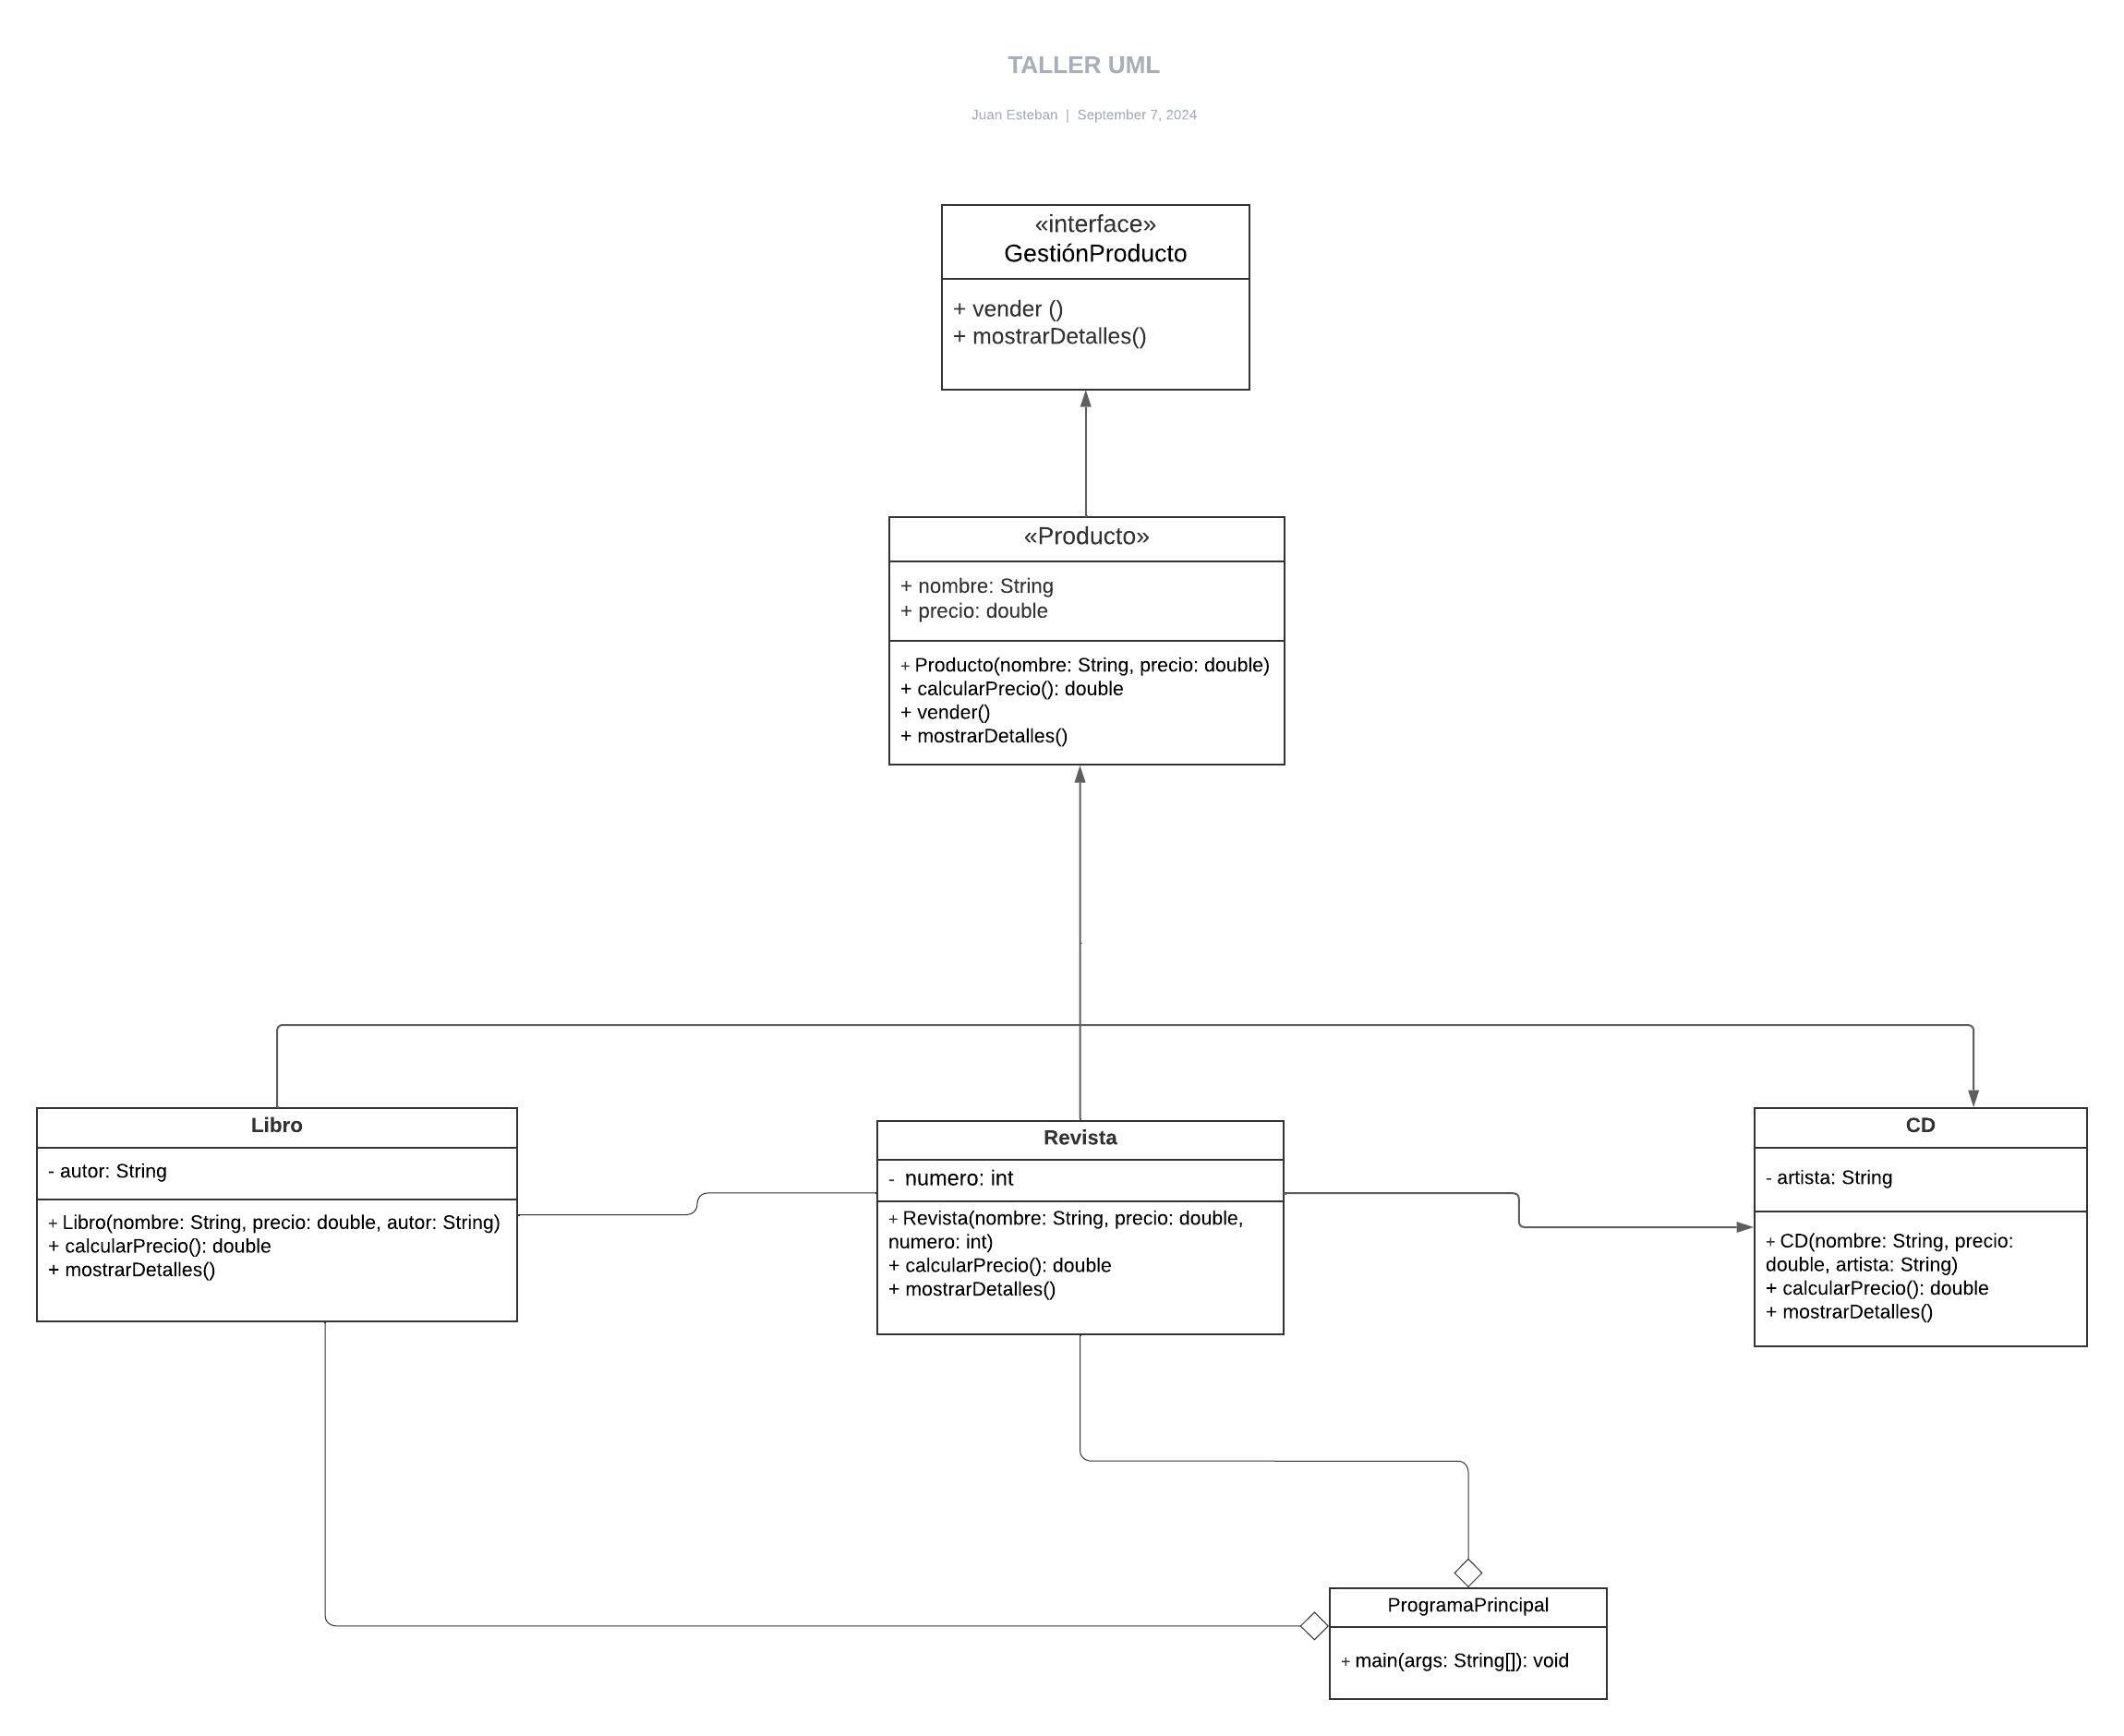 TALLER UML
Juan Esteban | September 7, 2024
«interface»
GestiónProducto
+ vender ()
+ mostrarDetalles()
«Producto»
+ nombre: String
+ precio: double
+ Producto(nombre: String, precio: double)
+ calcularPrecio(): double
+ vender()
+ mostrarDetalles()
Libro
- autor: String
+ Libro(nombre: String, precio: double, autor: String)
+ calcularPrecio(): double
+ mostrarDetalles()
Revista
- numero: int
+ Revista(nombre: String, precio: double,
numero: int)
+ calcularPrecio(): double
+ mostrarDetalles()
CD
- artista: String
+ CD(nombre: String, precio:
double, artista: String)
+ calcularPrecio(): double
+ mostrarDetalles()
ProgramaPrincipal
+ main(args: String[]): void